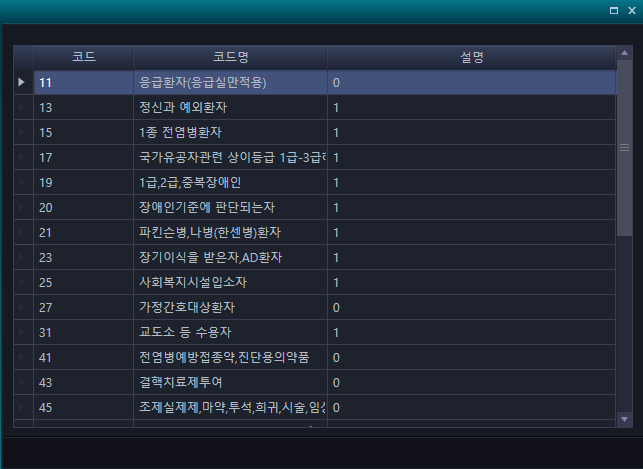 코드 코드명 설명
11 응급환자(응급실만적용) 0
13 정신과 예외환자 1
15 1종 전염병환자 1
17 국가유공자관련 상이등급 1급-3급 1
19 1급,2급,중복장애인 1
20 장애인기준에 판단되는자 1
21 파킨슨병,나병(한센병)환자 1
23 장기이식을 받은자,AD환자 1
25 사회복지시설입소자 1
27 가정간호대상환자 0
31 교도소 등 수용자 1
41 전염병예방접종약,진단용의약품 0
43 결핵치료제투여 0
45 조제실제제,마약,투석,희귀,시술,임상 0